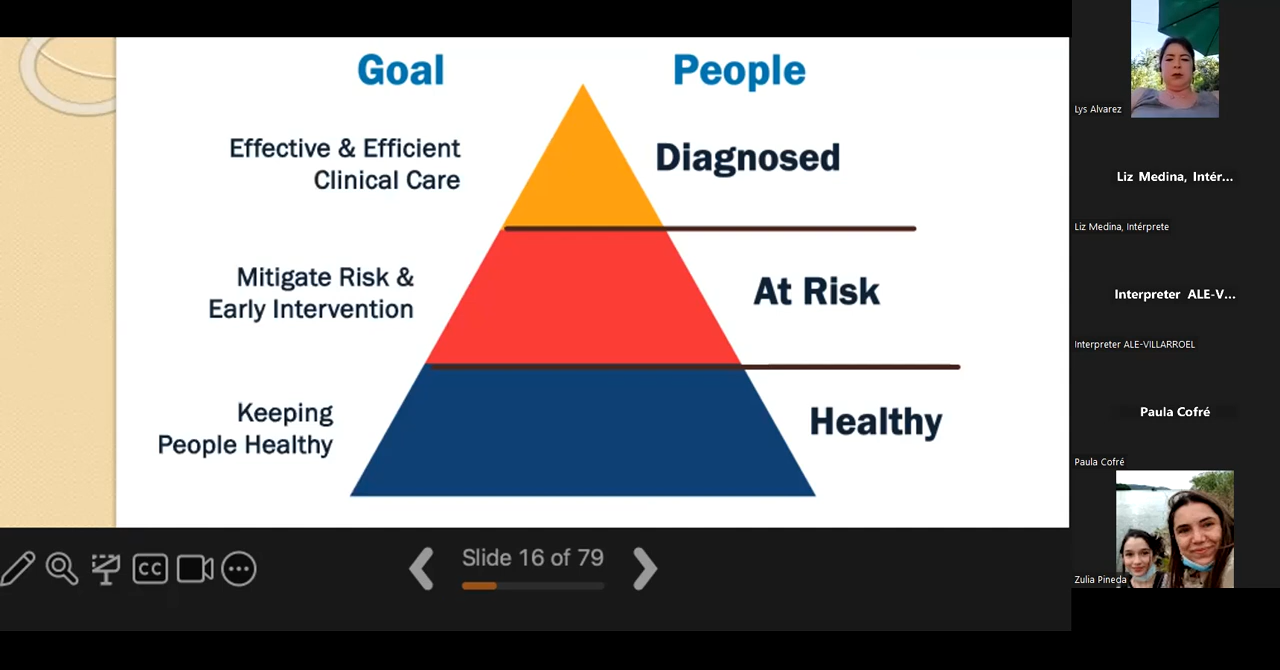 Goal
People
Effective & Efficient
Clinical Care
Diagnosed
Mitigate Risk &
Early Intervention
At Risk
Keeping
People Healthy
Healthy
CC
Slide 16 of 79
Lys Alvarez
Liz Medina, Intér...
Liz Medina, Intérprete
Interpreter ALE-V...
Interpreter ALE-VILLARROEL
Paula Cofré
Paula Cofré
Zulia Pineda